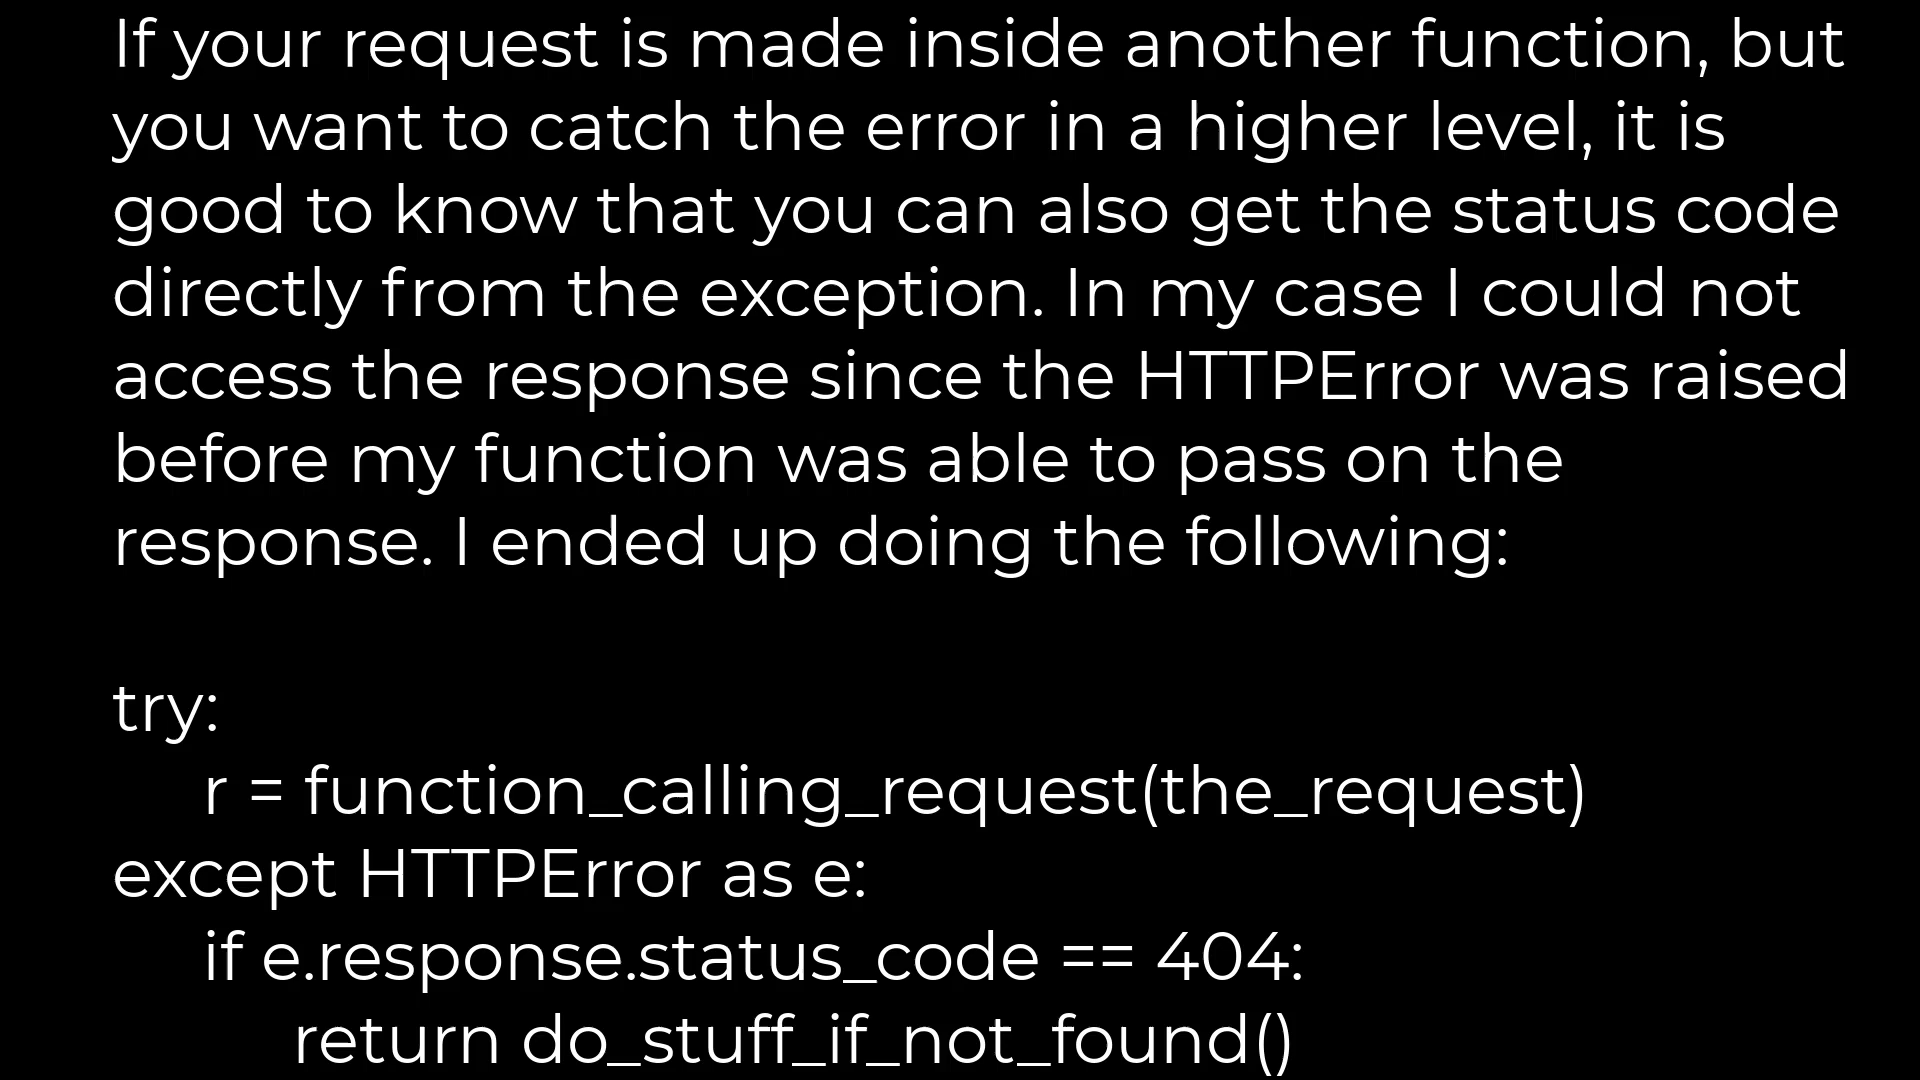 If your request is made inside another function, but
you want to catch the error in a higher level, it is
good to know that you can also get the status code
directly from the exception. In my case I could not
access the response since the HTTPError was raised
before my function was able to pass on the
response. I ended up doing the following:

try:
    r = function_calling_request(the_request)
except HTTPError as e:
    if e.response.status_code == 404:
        return do_stuff_if_not_found()